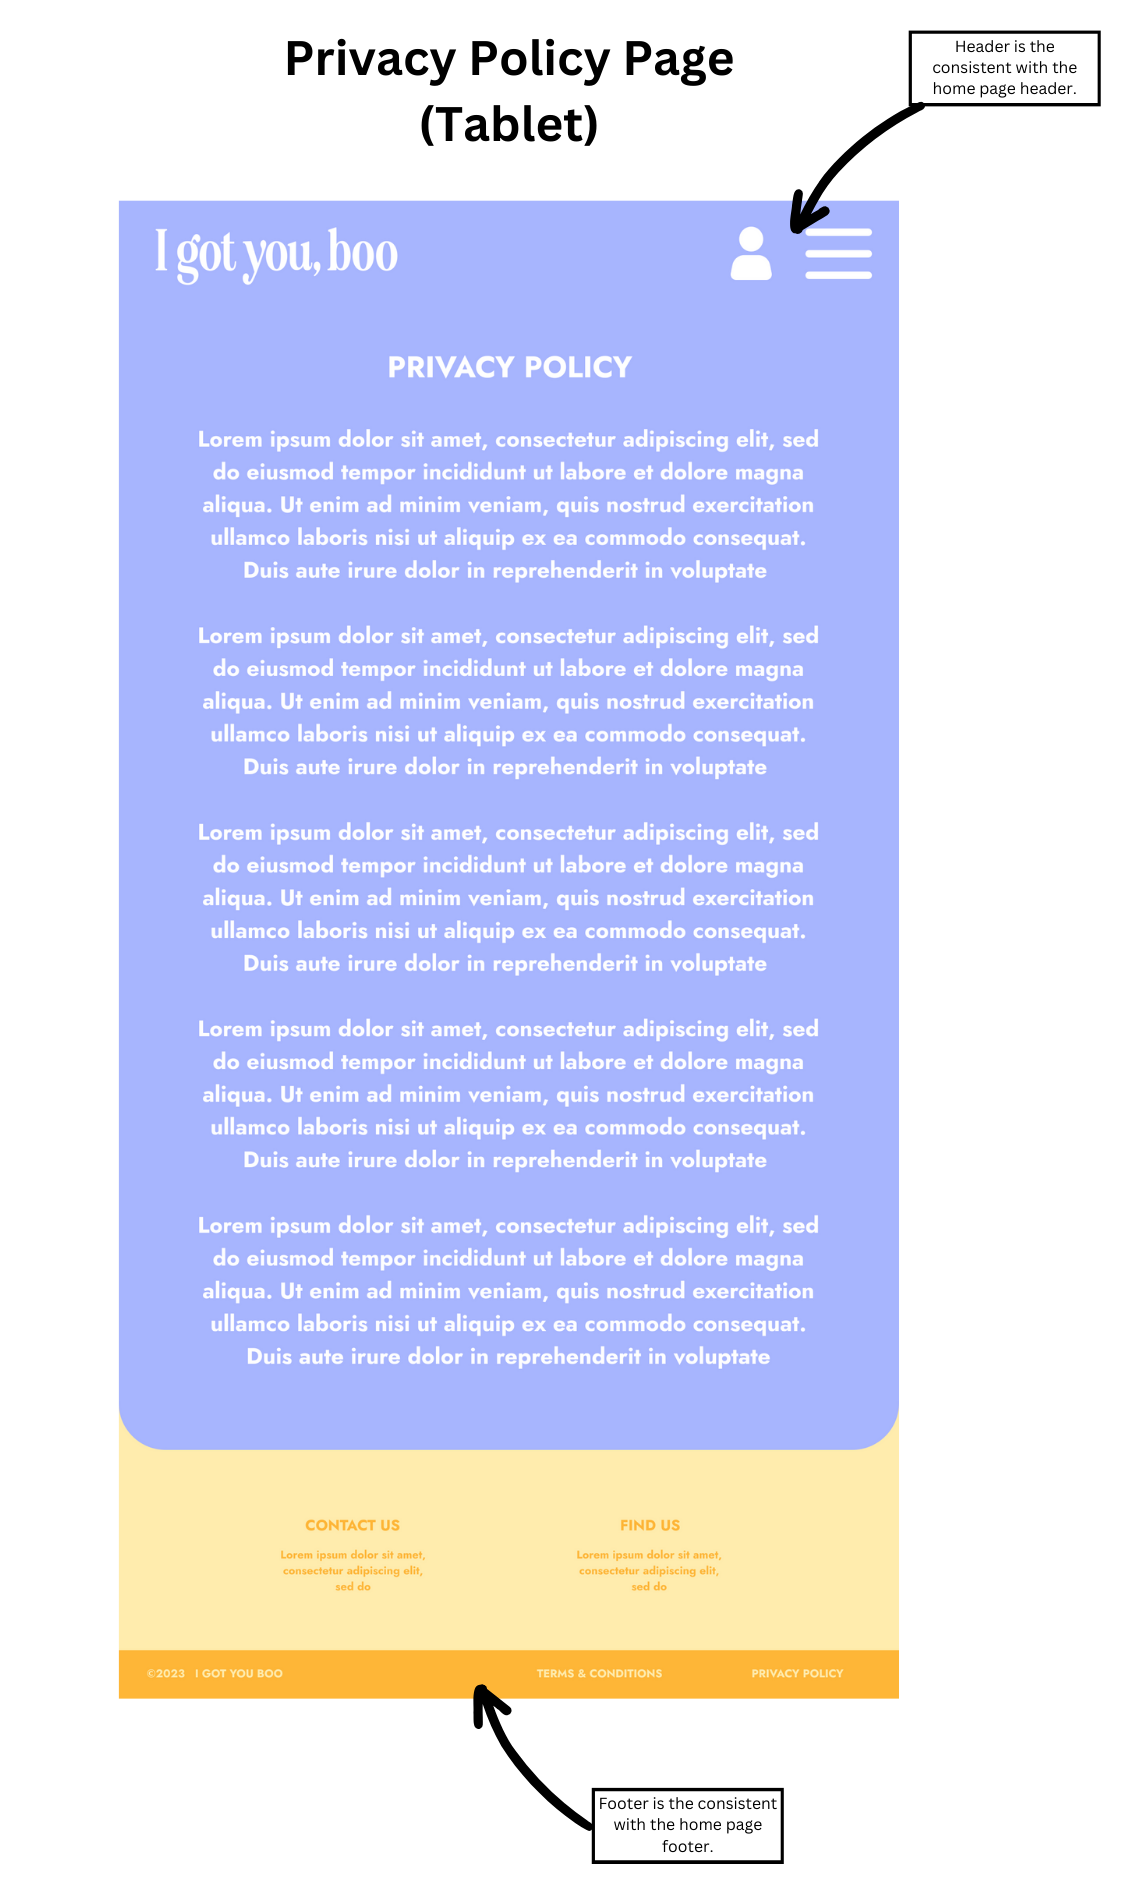 Privacy Policy Page
(Tablet)
Header is the
consistent with the
home page header.
I got you, boo
PRIVACY POLICY
Lorem ipsum dolor sit amet, consectetur adipiscing elit, sed
do eiusmod tempor incididunt ut labore et dolore magna
aliqua. Ut enim ad minim veniam, quis nostrud exercitation
ullamco laboris nisi ut aliquip ex ea commodo consequat.
Duis aute irure dolor in reprehenderit in voluptate
Lorem ipsum dolor sit amet, consectetur adipiscing elit, sed
do eiusmod tempor incididunt ut labore et dolore magna
aliqua. Ut enim ad minim veniam, quis nostrud exercitation
ullamco laboris nisi ut aliquip ex ea commodo consequat.
Duis aute irure dolor in reprehenderit in voluptate
Lorem ipsum dolor sit amet, consectetur adipiscing elit, sed
do eiusmod tempor incididunt ut labore et dolore magna
aliqua. Ut enim ad minim veniam, quis nostrud exercitation
ullamco laboris nisi ut aliquip ex ea commodo consequat.
Duis aute irure dolor in reprehenderit in voluptate
Lorem ipsum dolor sit amet, consectetur adipiscing elit, sed
do eiusmod tempor incididunt ut labore et dolore magna
aliqua. Ut enim ad minim veniam, quis nostrud exercitation
ullamco laboris nisi ut aliquip ex ea commodo consequat.
Duis aute irure dolor in reprehenderit in voluptate
Lorem ipsum dolor sit amet, consectetur adipiscing elit, sed
do eiusmod tempor incididunt ut labore et dolore magna
aliqua. Ut enim ad minim veniam, quis nostrud exercitation
ullamco laboris nisi ut aliquip ex ea commodo consequat.
Duis aute irure dolor in reprehenderit in voluptate
CONTACT US
Lorem ipsum dolor sit amet,
consectetur adipiscing elit,
sed do
FIND US
Lorem ipsum dolor sit amet,
consectetur adipiscing elit,
sed do
©2023 I GOT YOU BOO
TERMS & CONDITIONS
PRIVACY POLICY
Footer is the consistent
with the home page
footer.